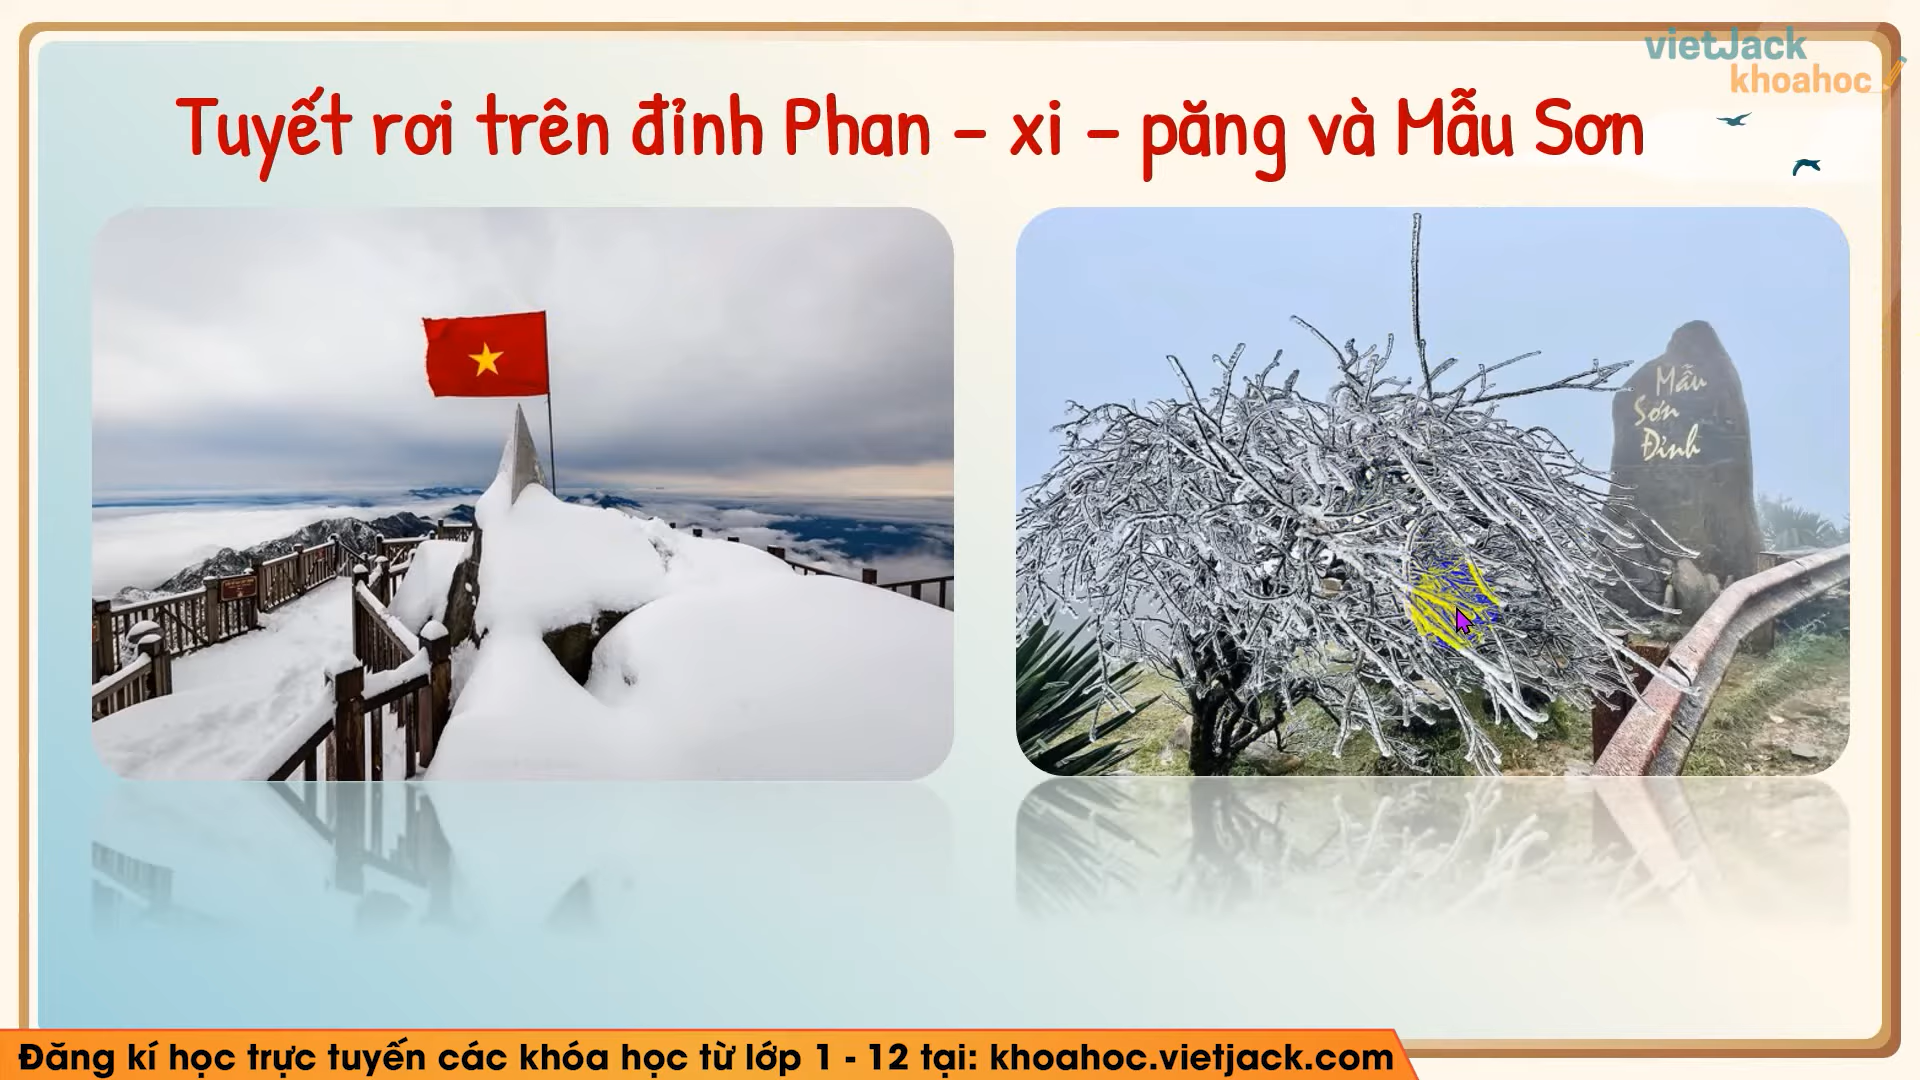 vietJack
khoahoc
Tuyết rơi trên đỉnh Phan - xi - păng và Mẫu Sơn
Mẫu
Sơn
Đỉnh
Đăng kí học trực tuyến các khóa học từ lớp 1 - 12 tại: khoahoc.vietjack.com